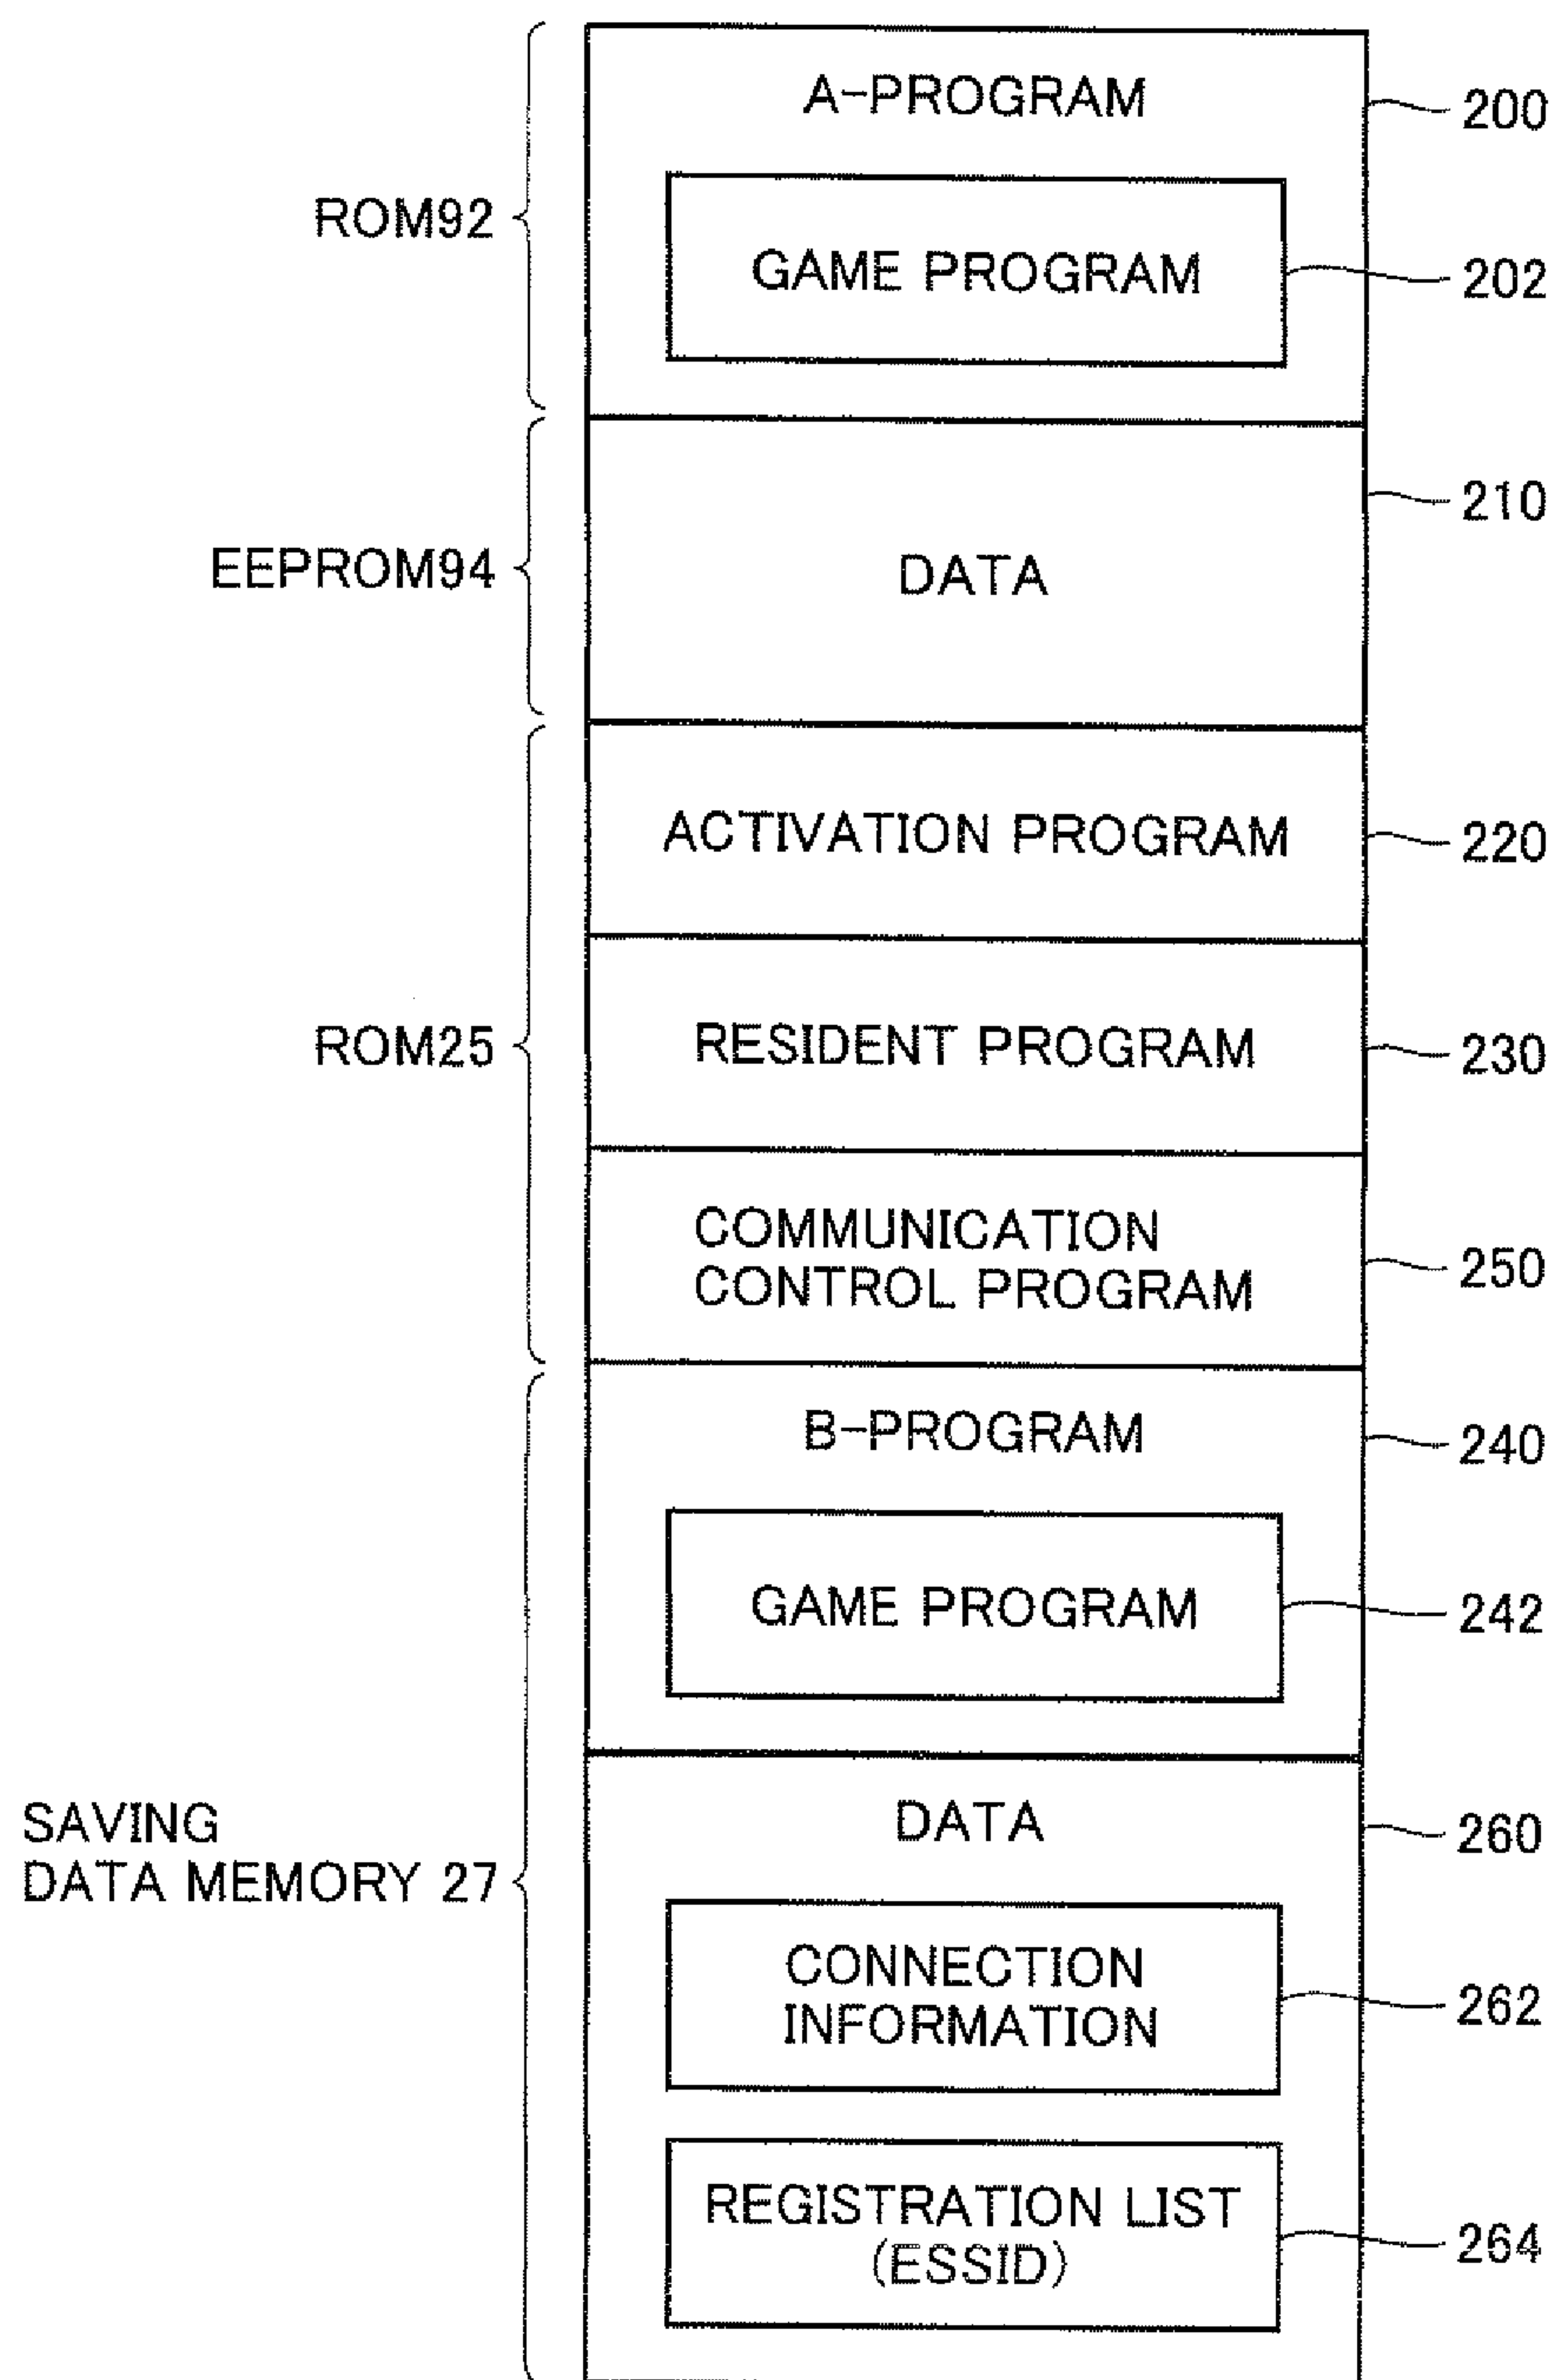 A-PROGRAM
200
ROM92
GAME PROGRAM
202
EEPROM94
DATA
210
ROM25
ACTIVATION PROGRAM
220
RESIDENT PROGRAM
230
COMMUNICATION
CONTROL PROGRAM
250
B-PROGRAM
240
GAME PROGRAM
242
SAVING
DATA MEMORY 27
DATA
260
CONNECTION
INFORMATION
262
REGISTRATION LIST
(ESSID)
264